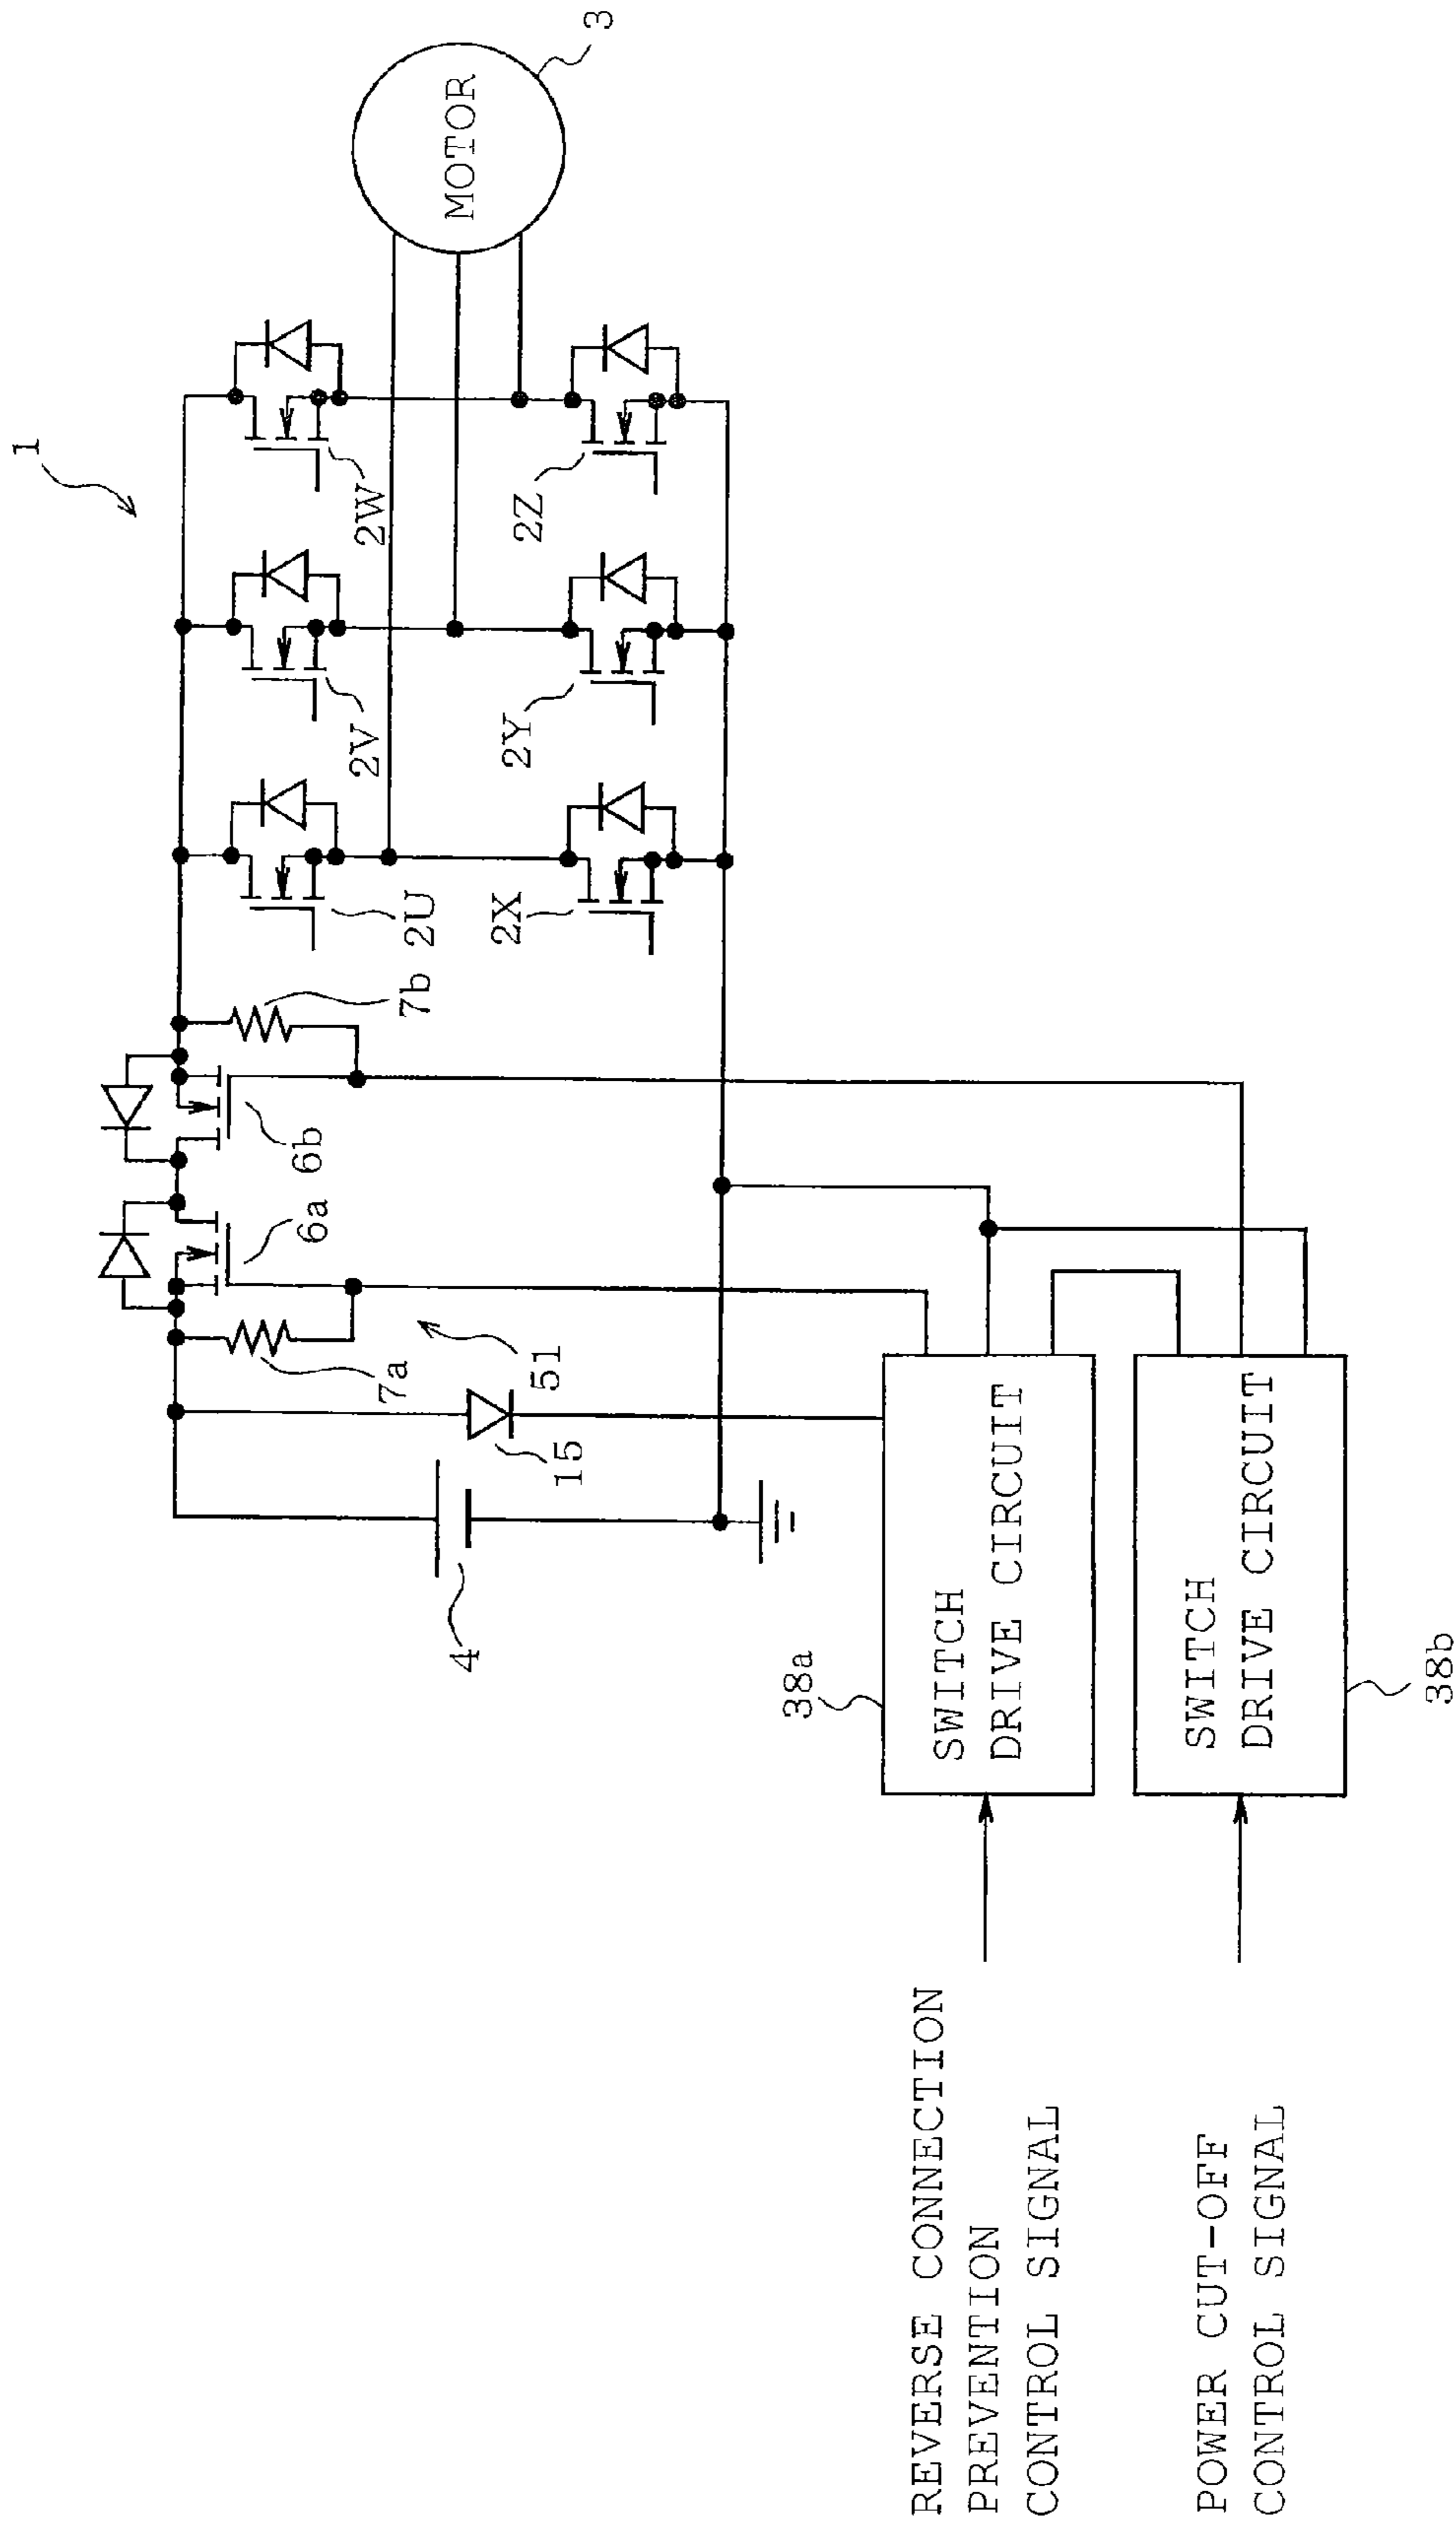 1
MOTOR
3
2U
2V
2W
2X
2Y
2Z
6a
6b
7a
7b
51
15
4
38a
SWITCH
DRIVE CIRCUIT
SWITCH
DRIVE CIRCUIT
38b
REVERSE CONNECTION
PREVENTION
CONTROL SIGNAL
POWER CUT-OFF
CONTROL SIGNAL